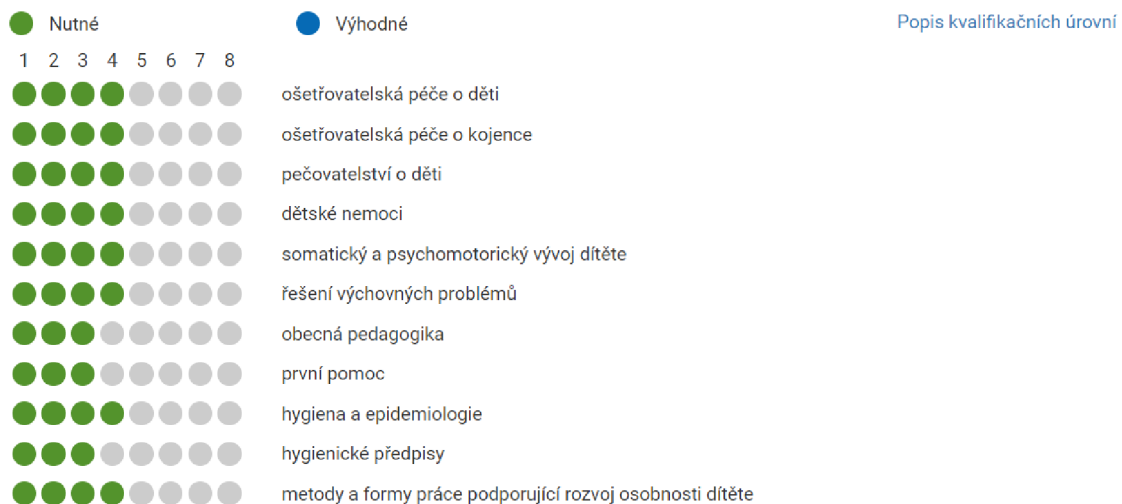 Nutné
Výhodné
Popis kvalifikačních úrovní
1 2 3 4 5 6 7 8
ošetřovatelská péče o děti
ošetřovatelská péče o kojence
pečovatelství o děti
dětské nemoci
somatický a psychomotorický vývoj dítěte
řešení výchovných problémů
obecná pedagogika
první pomoc
hygiena a epidemiologie
hygienické předpisy
metody a formy práce podporující rozvoj osobnosti dítěte